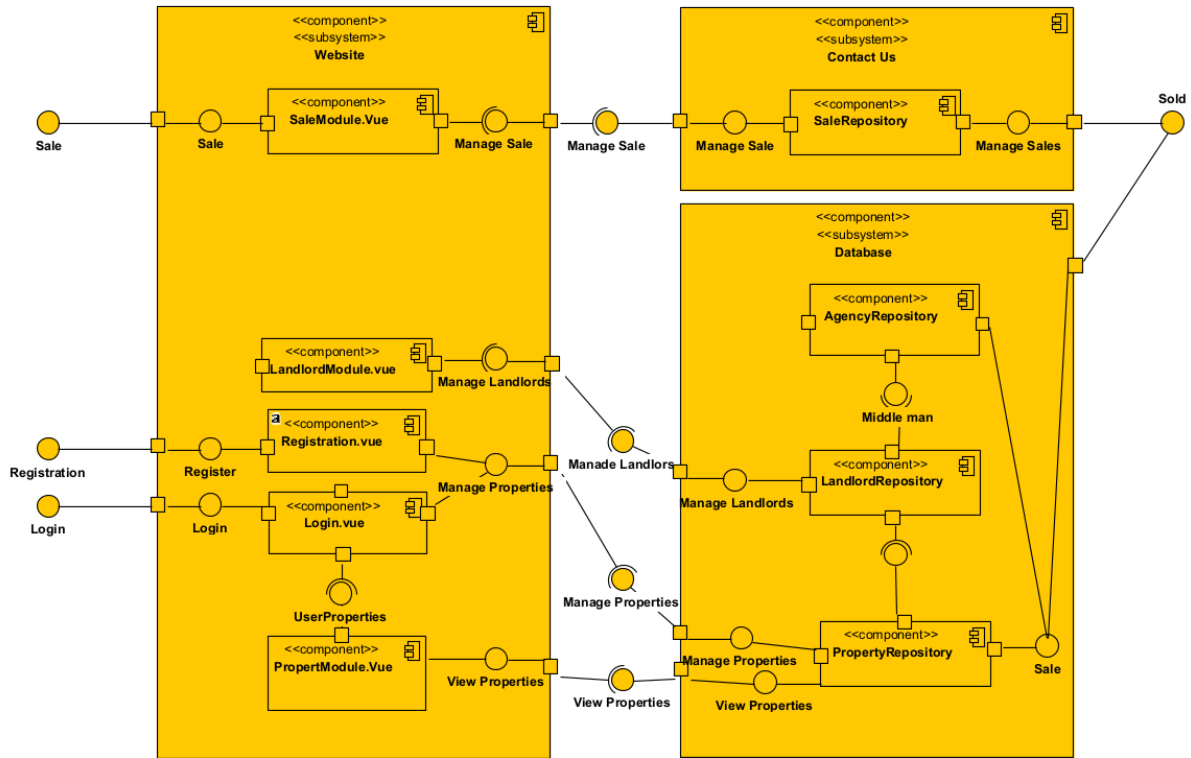 <<component>>
<<subsystem>>
Website
<<component>>
<<subsystem>>
Contact Us
Sold
<<component>>
SaleModule.Vue
<<component>>
SaleRepository
Sale
Sale
Manage Sale
Manage Sale
Manage Sale
Manage Sales
<<component>>
<<subsystem>>
Database
<<component>>
AgencyRepository
<<component>>
LandlordModule.vue
Manage Landlords
Middle man
a
<<component>>
Registration.vue
Registration
Register
Manage Properties
Manade Landlors
<<component>>
LandlordRepository
Manage Landlords
<<component>>
Login.vue
Login
Login
UserProperties
Manage Properties
<<component>>
PropertModule.Vue
View Properties
View Properties
<<component>>
PropertyRepository
Manage Properties
View Properties
Sale